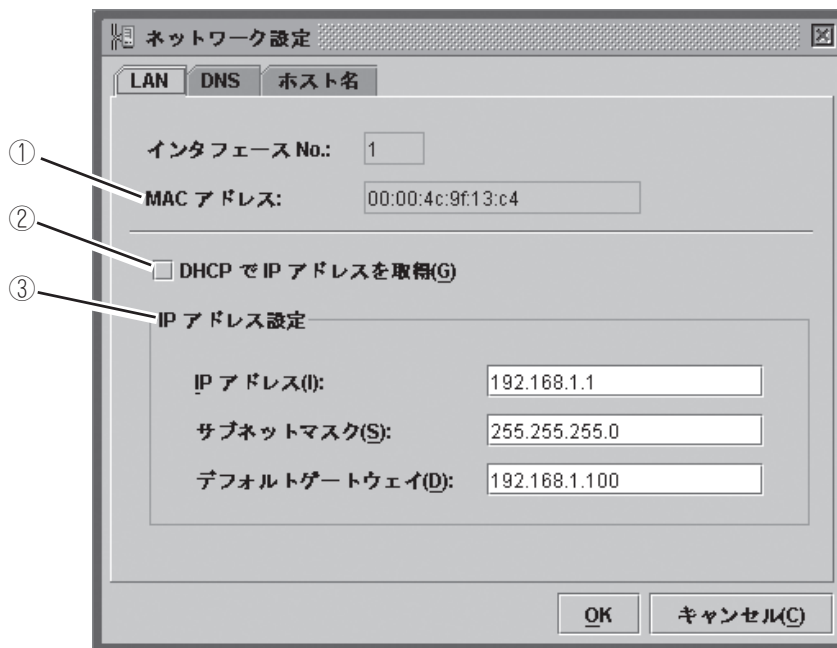 ネットワーク設定
LAN DNS ホスト名
インタフェース No.: 1
① MAC アドレス: 00:00:4c:9f:13:c4
② DHCP で IP アドレスを取得(G)
③ IP アドレス設定
IP アドレス(I): 192.168.1.1
サブネットマスク(S): 255.255.255.0
デフォルトゲートウェイ(D): 192.168.1.100
OK キャンセル(C)